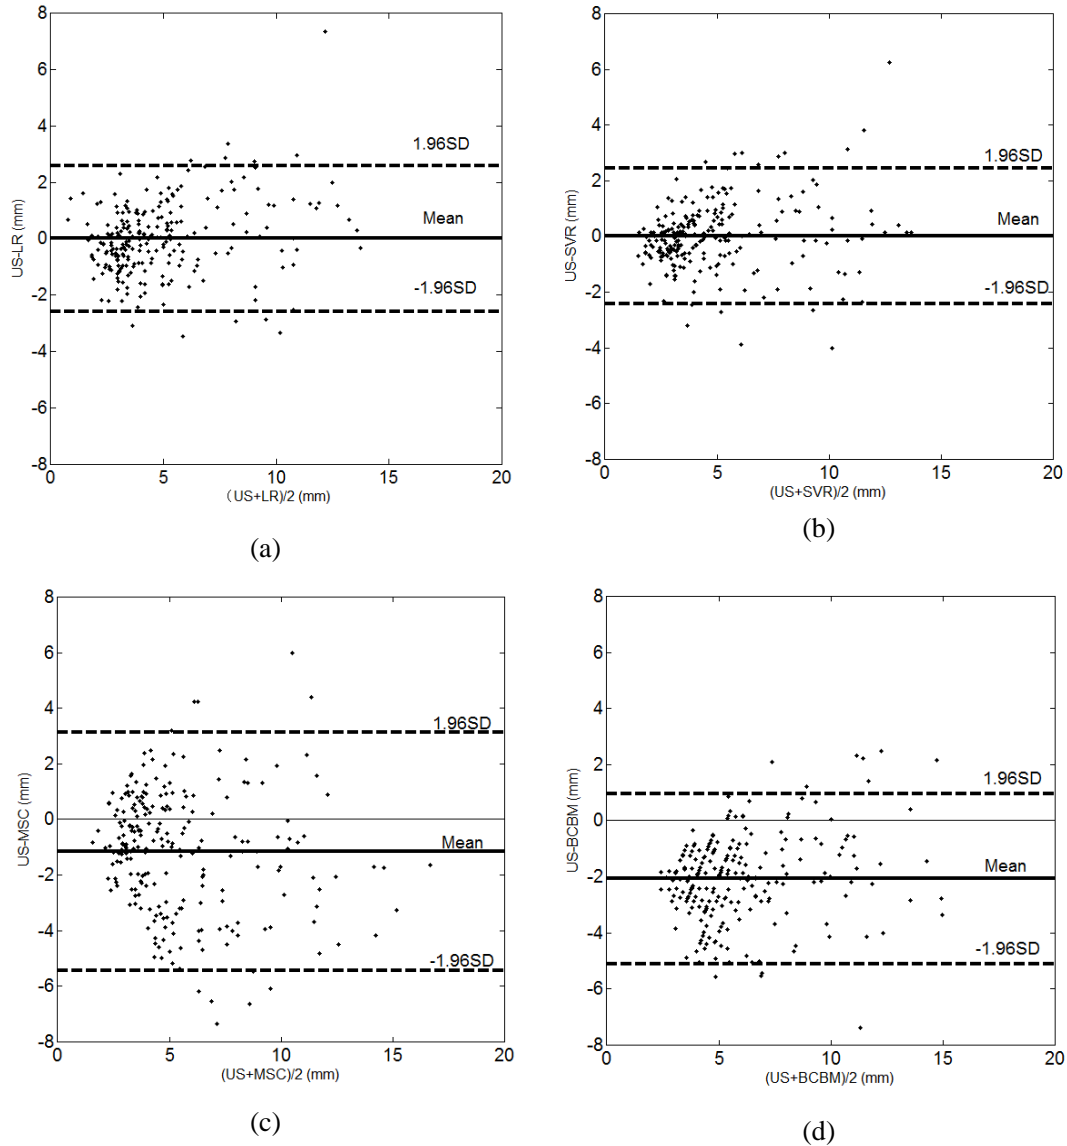 8
6
4
2
0
-2
-4
-6
-8
0
5
10
15
20
US-LR (mm)
1.96SD
Mean
-1.96SD
(US+LR)/2 (mm)
(a)
8
6
4
2
0
-2
-4
-6
-8
0
5
10
15
20
US-SVR (mm)
1.96SD
Mean
-1.96SD
(US+SVR)/2 (mm)
(b)
8
6
4
2
0
-2
-4
-6
-8
0
5
10
15
20
US-MSC (mm)
1.96SD
Mean
-1.96SD
(US+MSC)/2 (mm)
(c)
8
6
4
2
0
-2
-4
-6
-8
0
5
10
15
20
US-BCBM (mm)
1.96SD
Mean
-1.96SD
(US+BCBM)/2 (mm)
(d)